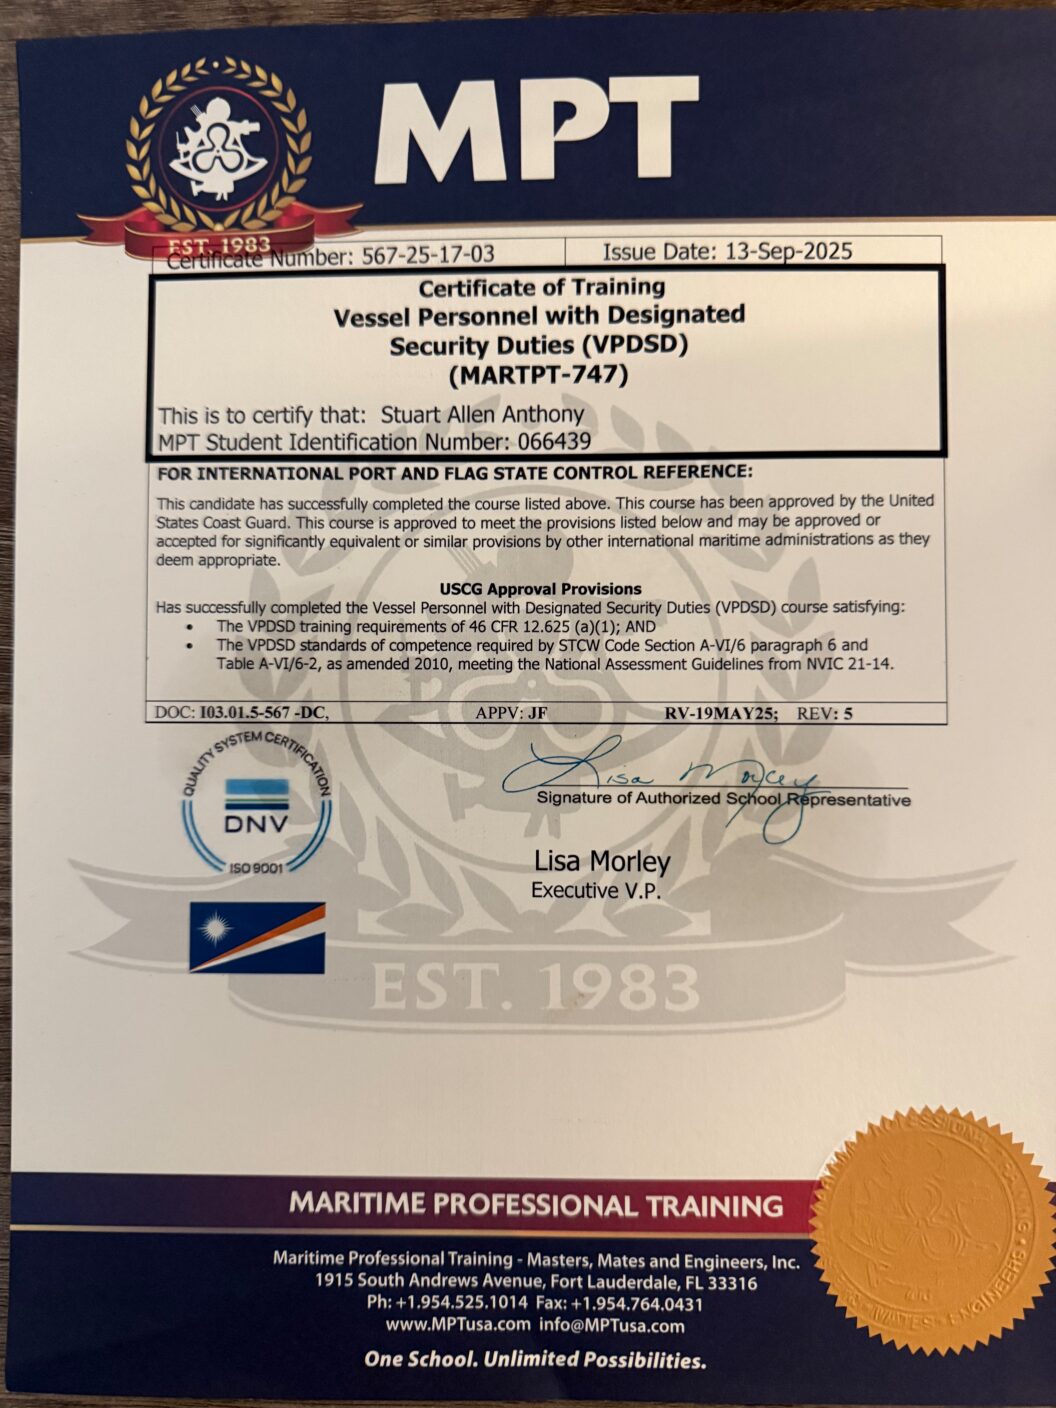 MPT
EST. 1983
Certificate Number: 567-25-17-03
Issue Date: 13-Sep-2025
Certificate of Training
Vessel Personnel with Designated
Security Duties (VPDSD)
(MARTPT-747)
This is to certify that: Stuart Allen Anthony
MPT Student Identification Number: 066439
FOR INTERNATIONAL PORT AND FLAG STATE CONTROL REFERENCE:
This candidate has successfully completed the course listed above. This course has been approved by the United
States Coast Guard. This course is approved to meet the provisions listed below and may be approved or
accepted for significantly equivalent or similar provisions by other international maritime administrations as they
deem appropriate.
USCG Approval Provisions
Has successfully completed the Vessel Personnel with Designated Security Duties (VPDSD) course satisfying:
• The VPDSD training requirements of 46 CFR 12.625 (a)(1); AND
• The VPDSD standards of competence required by STCW Code Section A-VI/6 paragraph 6 and
Table A-VI/6-2, as amended 2010, meeting the National Assessment Guidelines from NVIC 21-14.
DOC: I03.01.5-567 -DC, APPV: JF RV-19MAY25; REV: 5
QUALITY SYSTEM CERTIFICATION
DNV
ISO 9001
Lisa Morley
Signature of Authorized School Representative
Lisa Morley
Executive V.P.
EST. 1983
MARITIME PROFESSIONAL TRAINING
Maritime Professional Training - Masters, Mates and Engineers, Inc.
1915 South Andrews Avenue, Fort Lauderdale, FL 33316
Ph: +1.954.525.1014 Fax: +1.954.764.0431
www.MPTusa.com info@MPTusa.com
One School. Unlimited Possibilities.